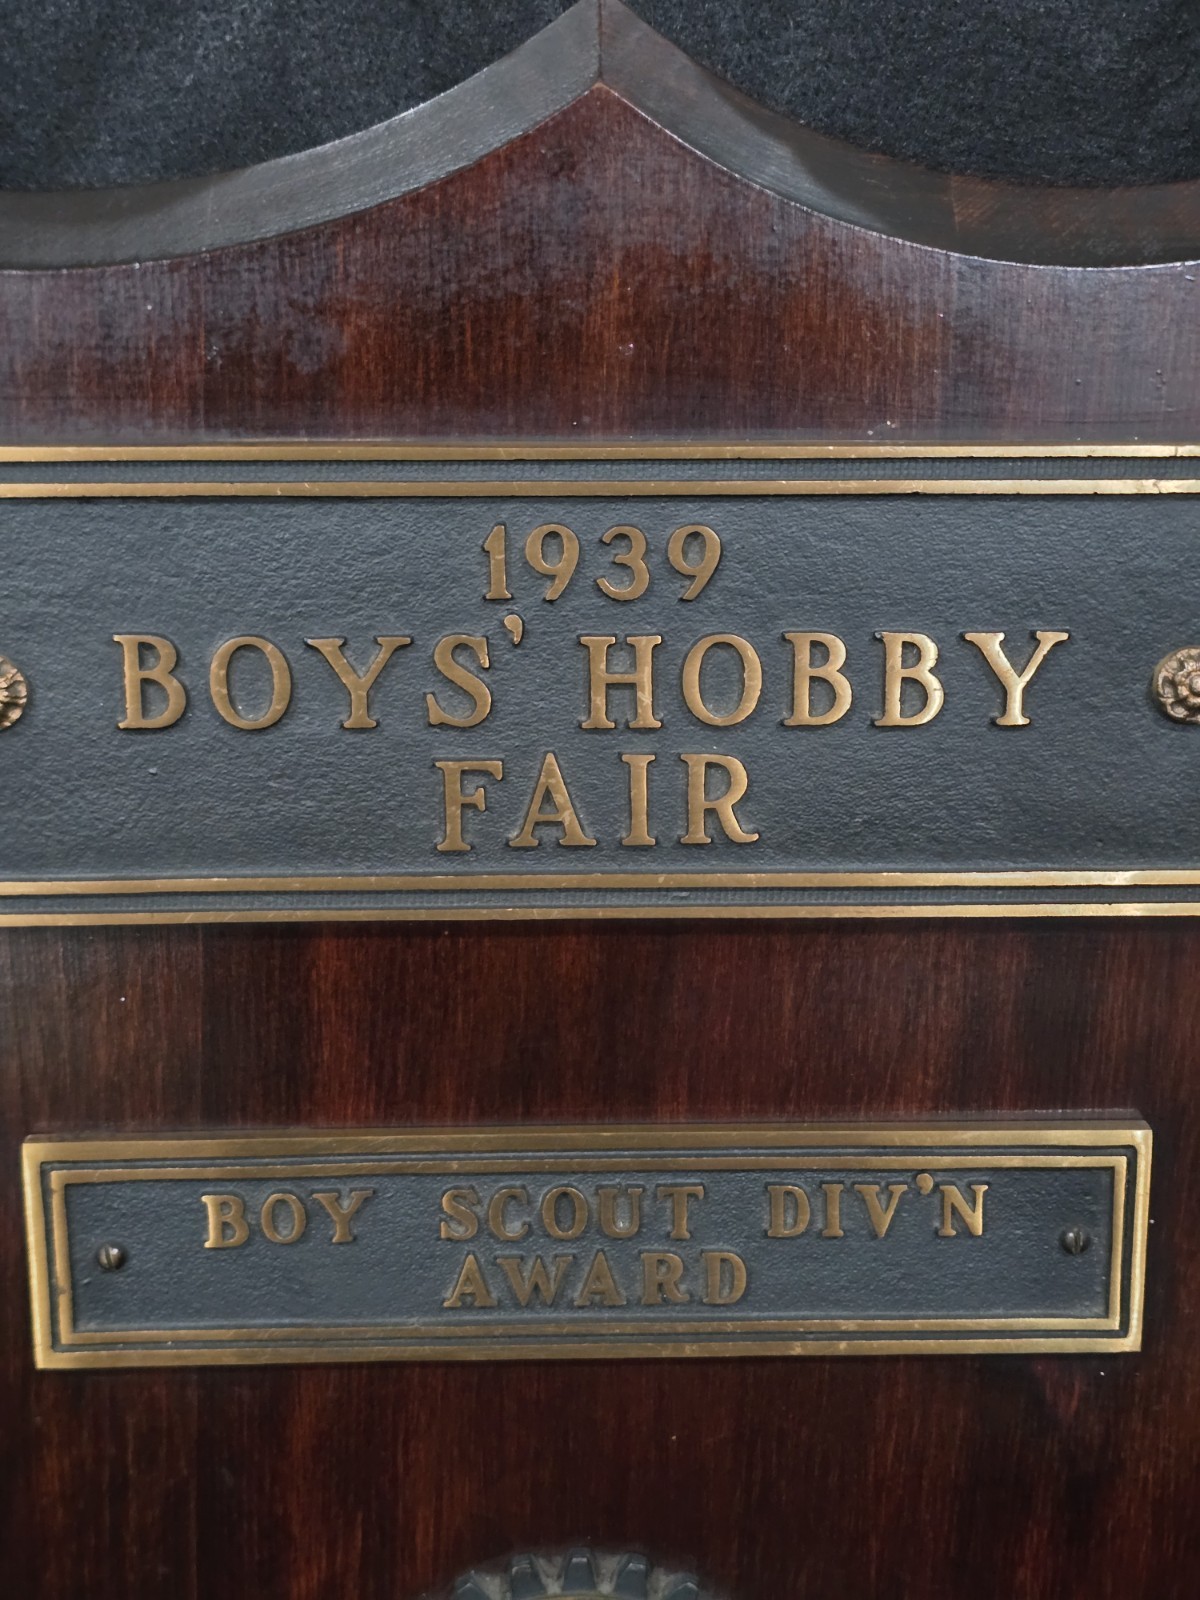 1939
BOYS' HOBBY
FAIR
BOY SCOUT DIV'N
AWARD